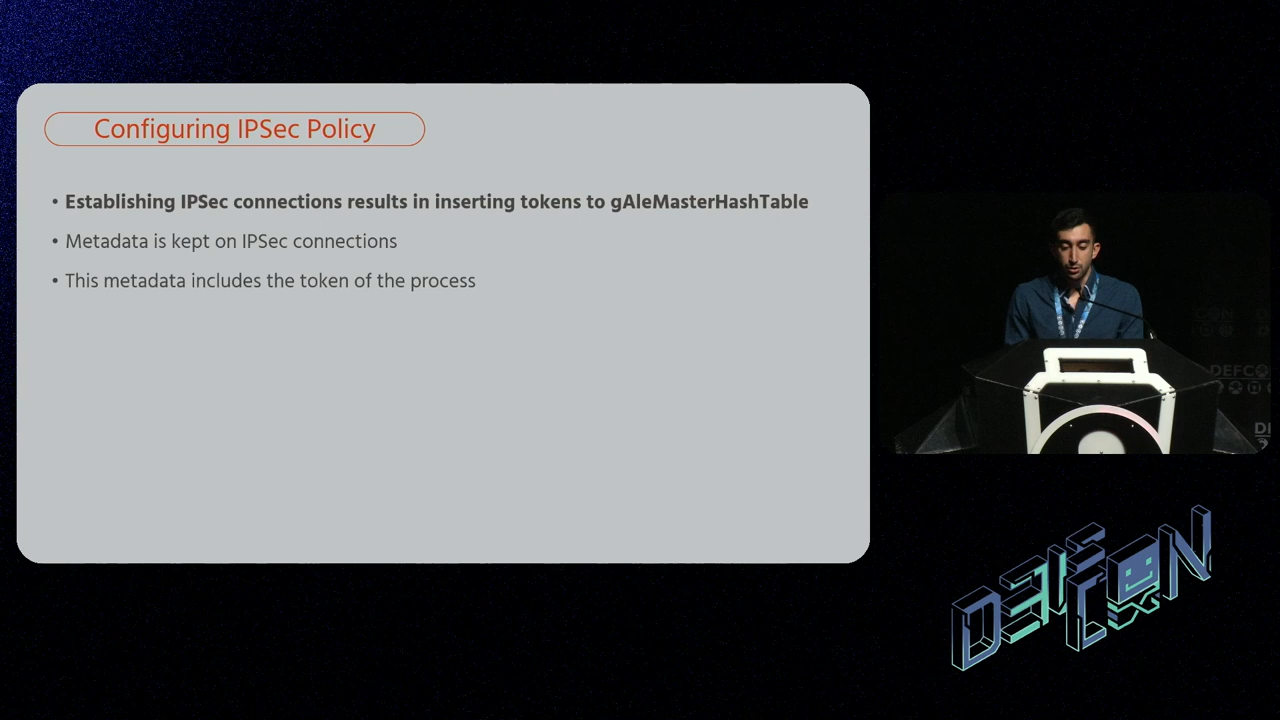 Configuring IPSec Policy
• Establishing IPSec connections results in inserting tokens to gAleMasterHashTable
• Metadata is kept on IPSec connections
• This metadata includes the token of the process
DEFCON